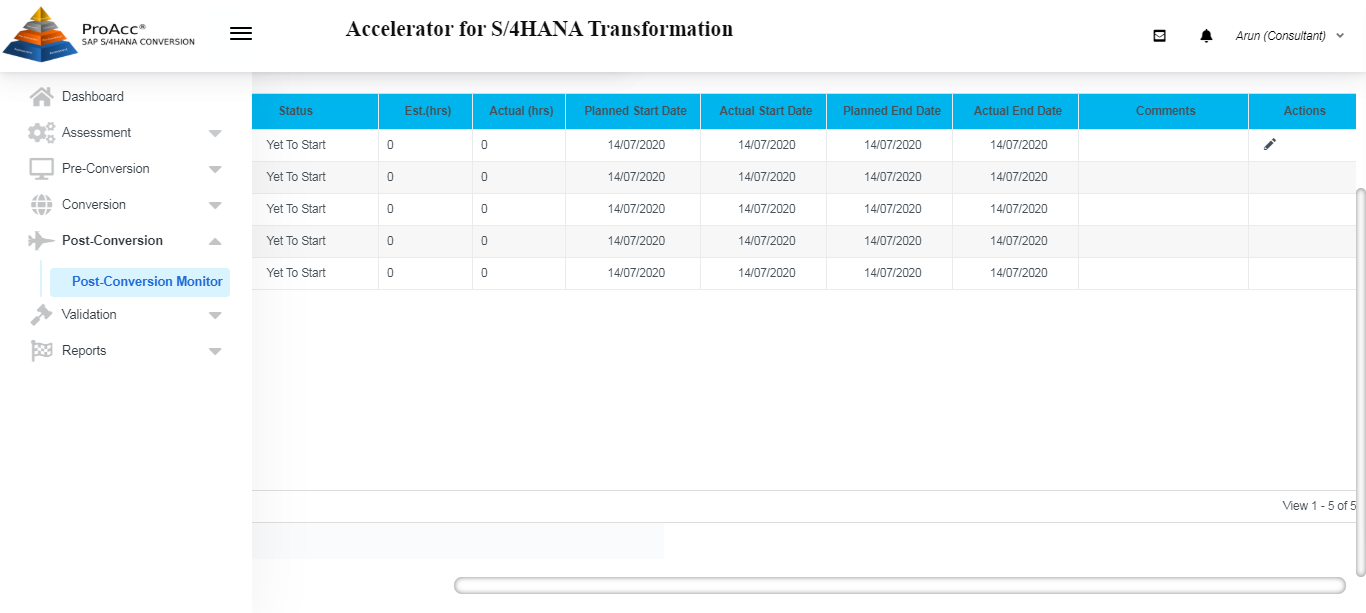 ProAcc®
SAP S/4HANA CONVERSION
Accelerator for S/4HANA Transformation
Arun (Consultant)
Dashboard
Assessment
Pre-Conversion
Conversion
Post-Conversion
Post-Conversion Monitor
Validation
Reports
Status Est.(hrs) Actual (hrs) Planned Start Date Actual Start Date Planned End Date Actual End Date Comments Actions
Yet To Start 0 0 14/07/2020 14/07/2020 14/07/2020 14/07/2020
Yet To Start 0 0 14/07/2020 14/07/2020 14/07/2020 14/07/2020
Yet To Start 0 0 14/07/2020 14/07/2020 14/07/2020 14/07/2020
Yet To Start 0 0 14/07/2020 14/07/2020 14/07/2020 14/07/2020
Yet To Start 0 0 14/07/2020 14/07/2020 14/07/2020 14/07/2020
View 1 - 5 of 5